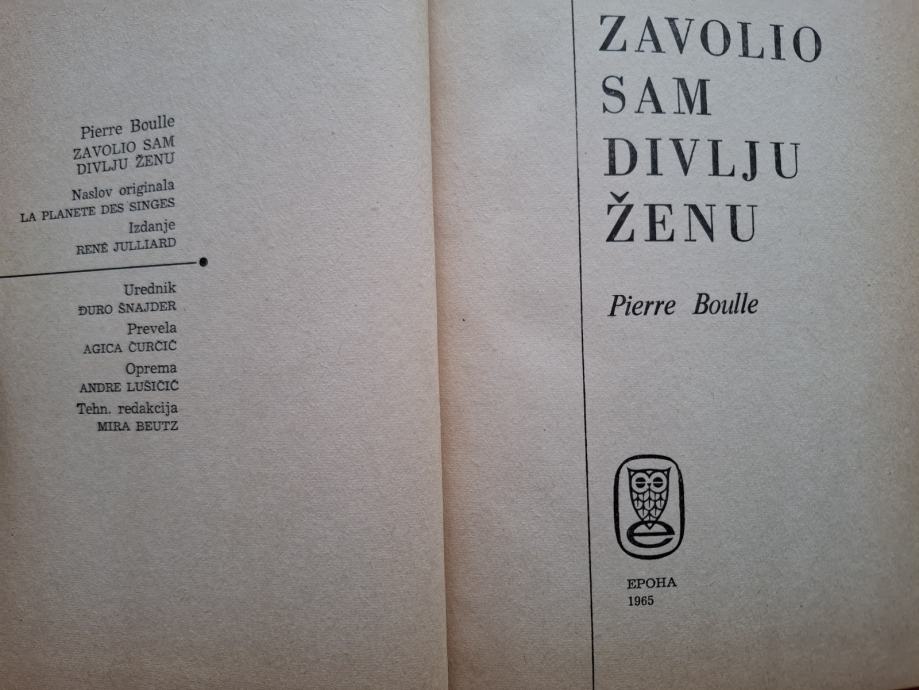 Pierre Boulle
ZAVOLIO SAM
DIVLJU ŽENU
Naslov originala
LA PLANETE DES SINGES
Izdanje
RENÉ JULLIARD
Urednik
ĐURO ŠNAJDER
Prevela
AGICA ČURČIĆ
Oprema
ANDRE LUŠIČIĆ
Tehn. redakcija
MIRA BEUTZ
ZAVOLIO
SAM
DIVLJU
ŽENU
Pierre Boulle
e
EPOHA
1965